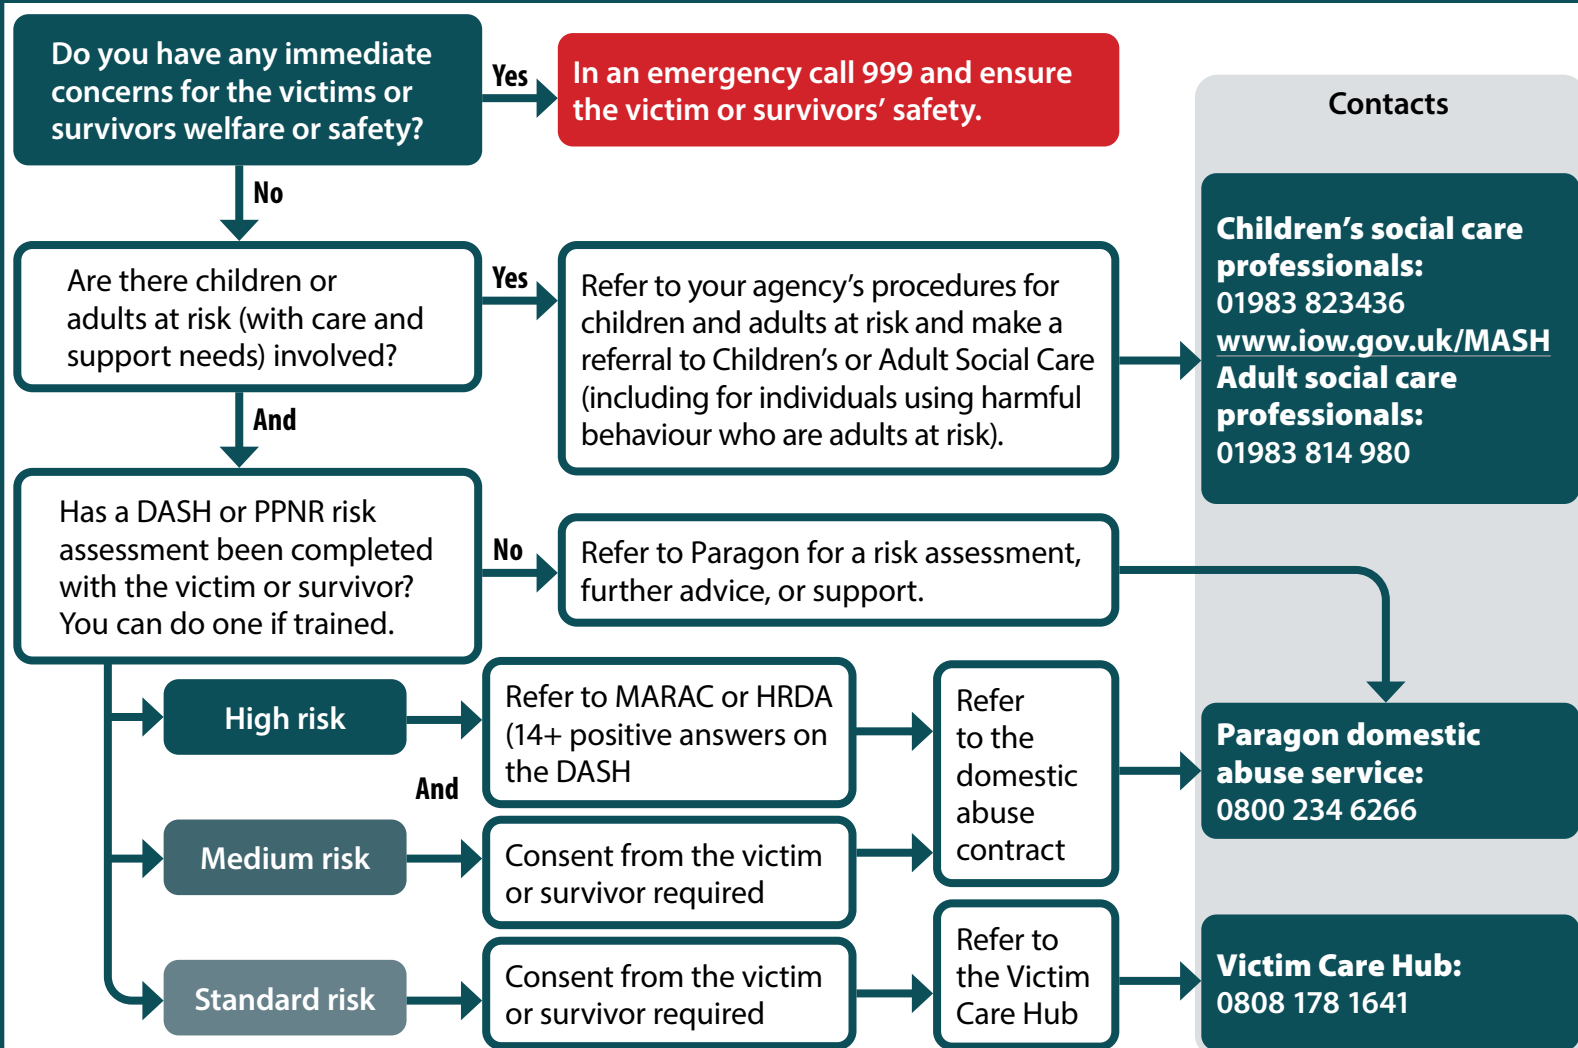 Do you have any immediate
concerns for the victims or
survivors welfare or safety?
Yes
In an emergency call 999 and ensure
the victim or survivors’ safety.
Contacts
No
Are there children or
adults at risk (with care and
support needs) involved?
Yes
Refer to your agency’s procedures for
children and adults at risk and make a
referral to Children’s or Adult Social Care
(including for individuals using harmful
behaviour who are adults at risk).
Children’s social care
professionals:
01983 823436
www.iow.gov.uk/MASH
Adult social care
professionals:
01983 814 980
And
Has a DASH or PPNR risk
assessment been completed
with the victim or survivor?
You can do one if trained.
No
Refer to Paragon for a risk assessment,
further advice, or support.
High risk
Refer to MARAC or HRDA
(14+ positive answers on
the DASH
And
Medium risk
Consent from the victim
or survivor required
Refer
to the
domestic
abuse
contract
Paragon domestic
abuse service:
0800 234 6266
Standard risk
Consent from the victim
or survivor required
Refer to
the Victim
Care Hub
Victim Care Hub:
0808 178 1641